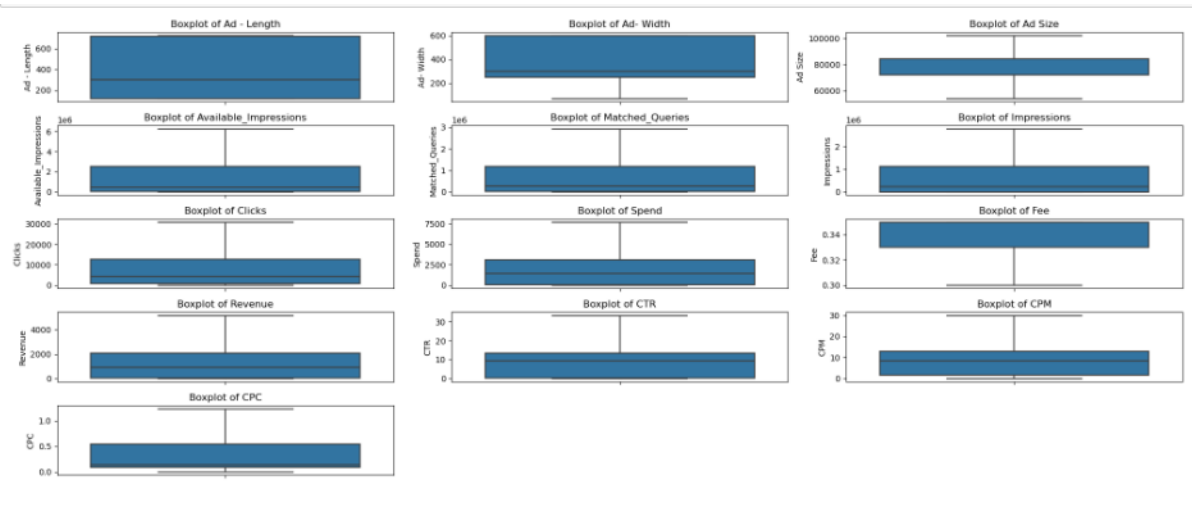 Boxplot of Ad - Length
Ad - Length
600
400
200
Boxplot of Ad- Width
Ad- Width
600
400
200
Boxplot of Ad Size
Ad Size
100000
80000
60000
Boxplot of Available_Impressions
Available_Impressions
1e6
6
4
2
0
Boxplot of Matched_Queries
Matched_Queries
1e6
3
2
1
0
Boxplot of Impressions
Impressions
1e6
2
1
0
Boxplot of Clicks
Clicks
30000
20000
10000
0
Boxplot of Spend
Spend
7500
5000
2500
0
Boxplot of Fee
Fee
0.34
0.32
0.30
Boxplot of Revenue
Revenue
4000
2000
0
Boxplot of CTR
CTR
30
20
10
0
Boxplot of CPM
CPM
30
20
10
0
Boxplot of CPC
CPC
1.0
0.5
0.0